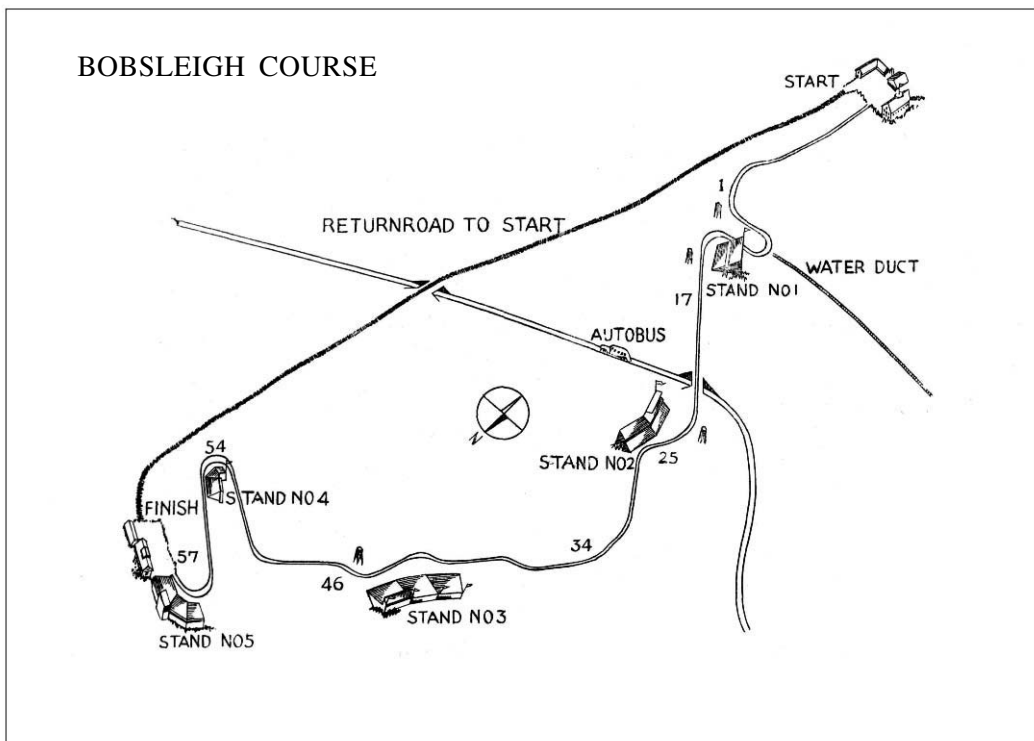 BOBSLEIGH COURSE
START
1
RETURNROAD TO START
WATER DUCT
STAND NO1
17
AUTOBUS
N
STAND NO2
25
54
STAND NO4
FINISH
34
57
46
STAND NO3
STAND NO5